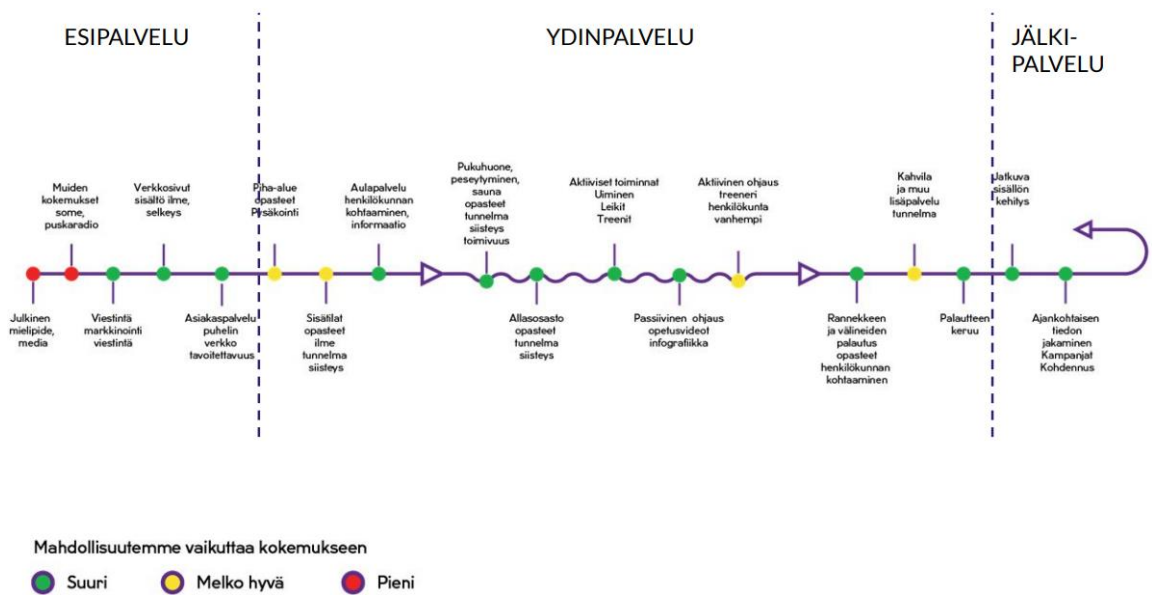 ESIPALVELU
YDINPALVELU
JÄLKI-
PALVELU
Muiden
kokemukset
some,
puskaradio
Verkkosivut
sisältö ilme,
selkeys
Piha-alue
opasteet
Pysäkointi
Aulapalvelu
henkilökunnan
kohtaaminen,
informaatio
Pukuhuone,
peseytyminen,
sauna
opasteet
tunnelma
siisteys
toimivuus
Aktiiviset toiminnat
Uiminen
Leikit
Treenit
Aktiivinen ohjaus
treeneri
henkilökunta
vanhempi
Kahvila
ja muu
lisäpalvelu
tunnelma
Jatkuva
sisällön
kehitys
Julkinen
mielipide,
media
Viestintä
markkinointi
viestintä
Asiakaspalvelu
puhelin
verkko
tavoitettavuus
Sisätilat
opasteet
ilme
tunnelma
siisteys
Allasosasto
opasteet
tunnelma
siisteys
Passiivinen ohjaus
opetusvideot
infografiikka
Rannekkeen
ja välineiden
palautus
opasteet
henkilökunnan
kohtaaminen
Palautteen
keruu
Ajankohtaisen
tiedon
jakaminen
Kampanjat
Kohdennus
Mahdollisuutemme vaikuttaa kokemukseen
Suuri
Melko hyvä
Pieni